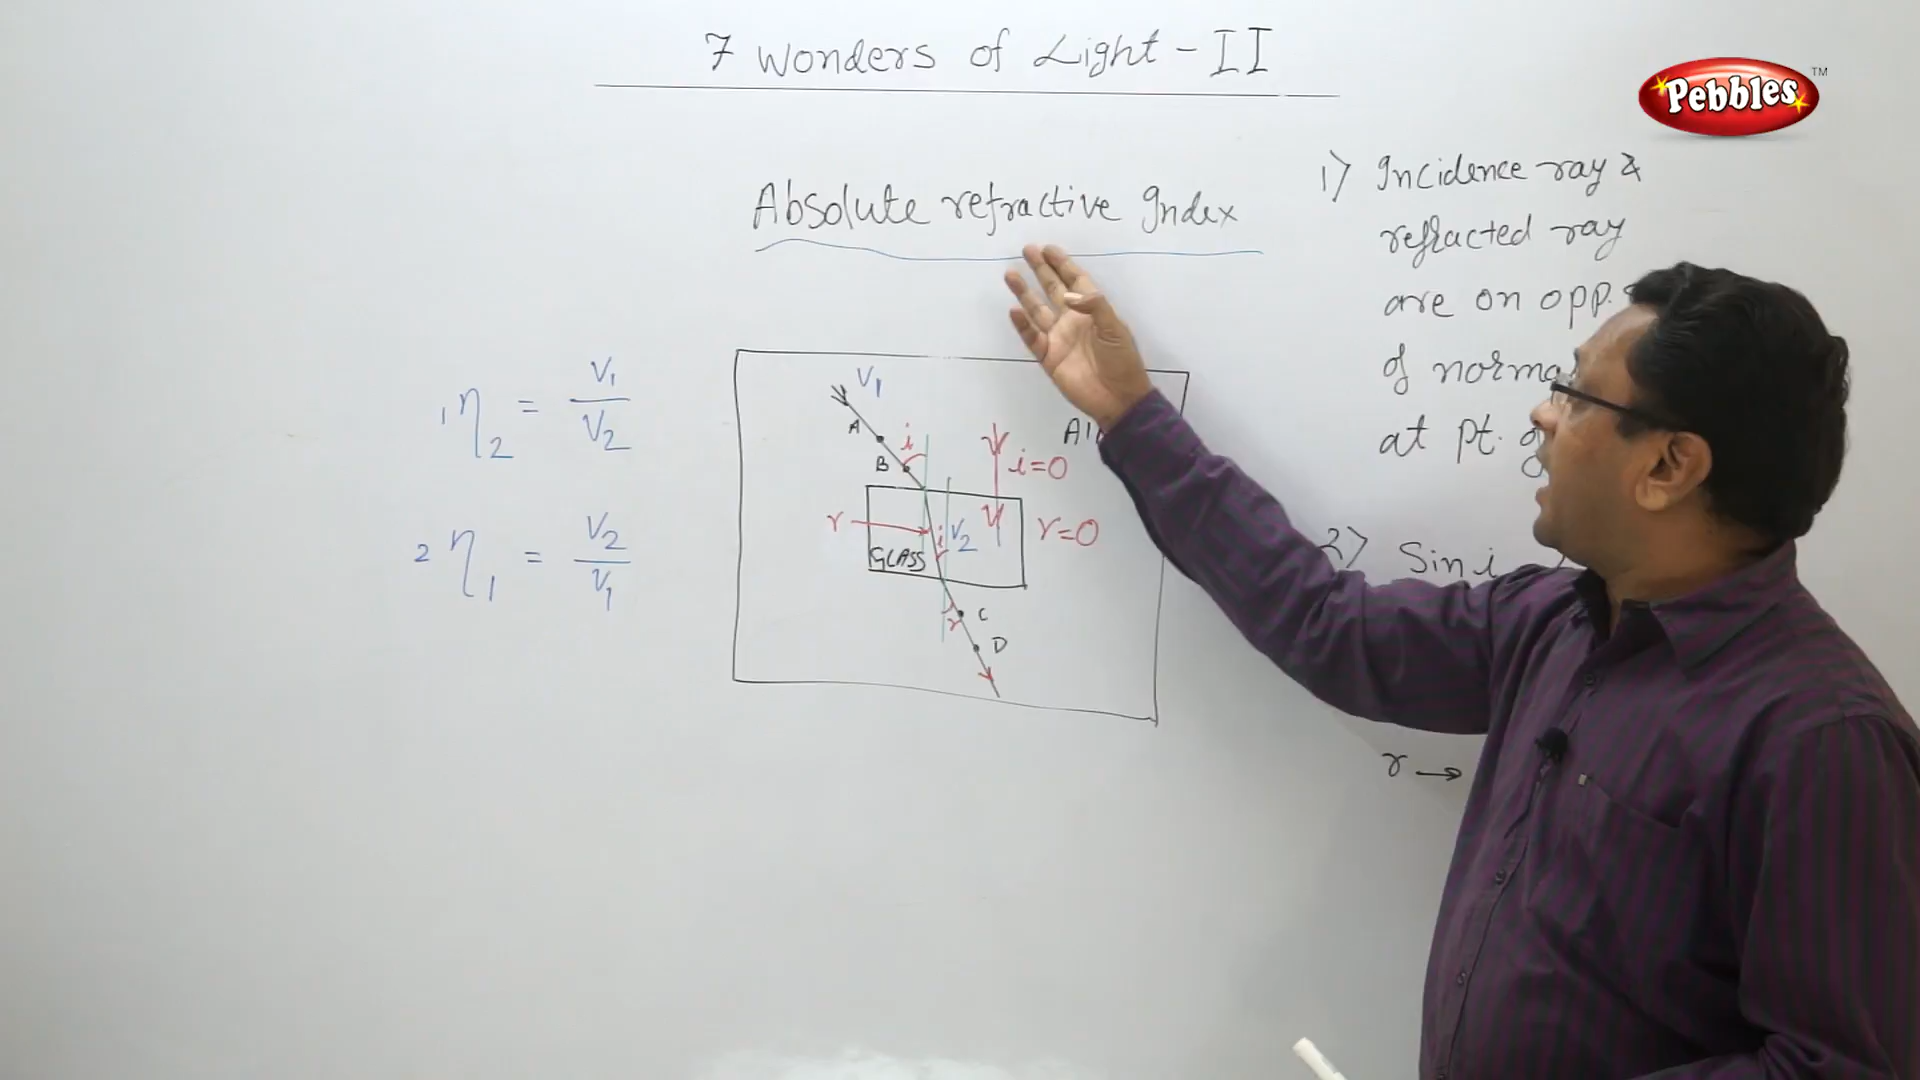 7 Wonders of Light - II
Pebbles TM
Absolute refractive Index
1) Incidence ray &
refracted ray
are on opp.
of
at pt.
2) Sin i
r →
1η2 = V1/V2
2η1 = V2/V1
V1
A
i
B
i=0
r
i
V2
r=0
GLASS
r
C
D